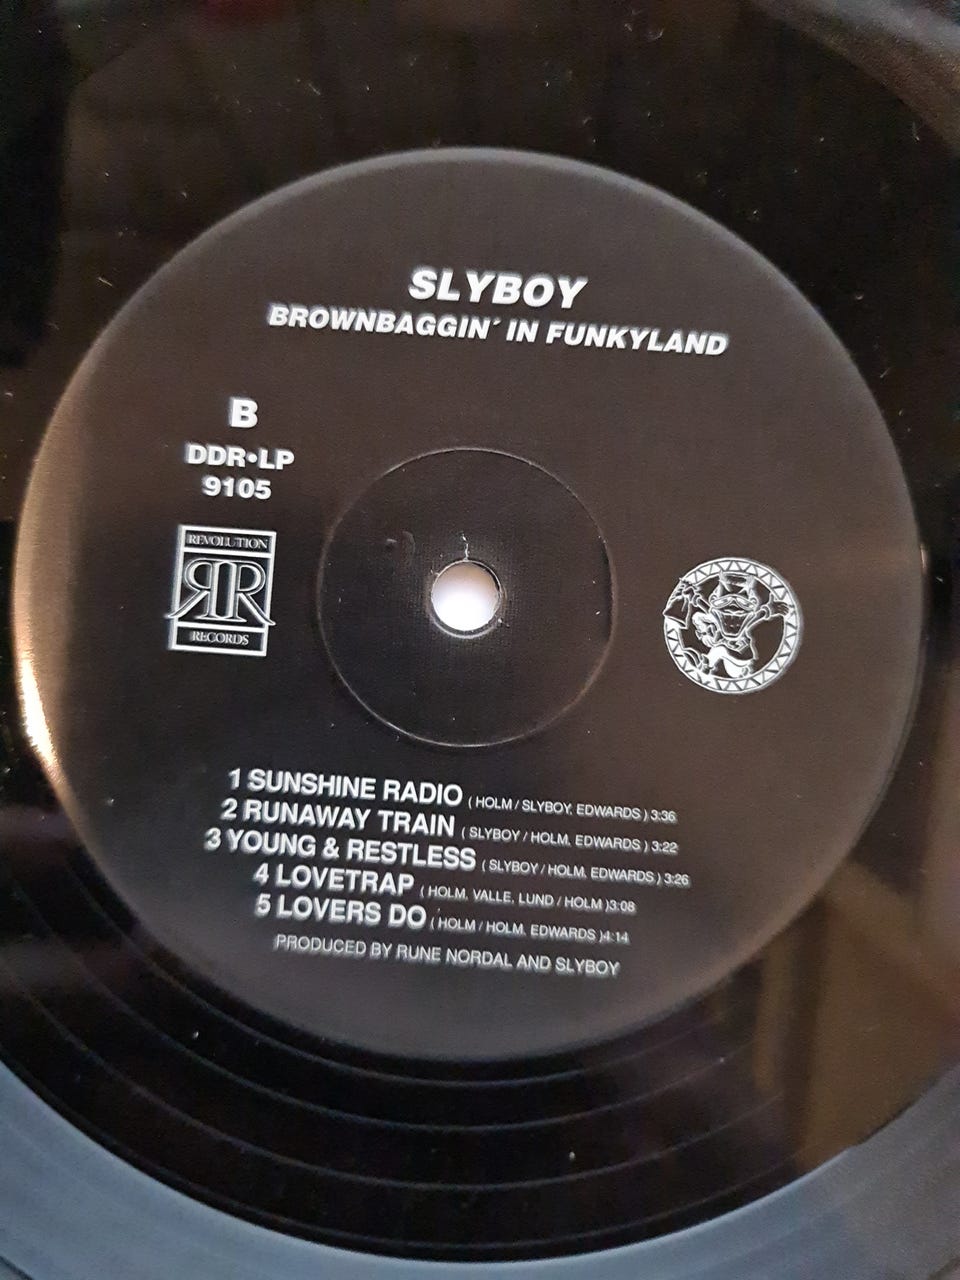 SLYBOY
BROWNBAGGIN´ IN FUNKYLAND
B
DDR•LP
9105
REVOLUTION
RR
RECORDS
1 SUNSHINE RADIO ( HOLM / SLYBOY, EDWARDS ) 3:36
2 RUNAWAY TRAIN ( SLYBOY / HOLM, EDWARDS ) 3:22
3 YOUNG & RESTLESS ( SLYBOY / HOLM, EDWARDS ) 3:26
4 LOVETRAP ( HOLM, VALLE, LUND / HOLM )3:08
5 LOVERS DO ( HOLM / HOLM, EDWARDS )4:14
PRODUCED BY RUNE NORDAL AND SLYBOY